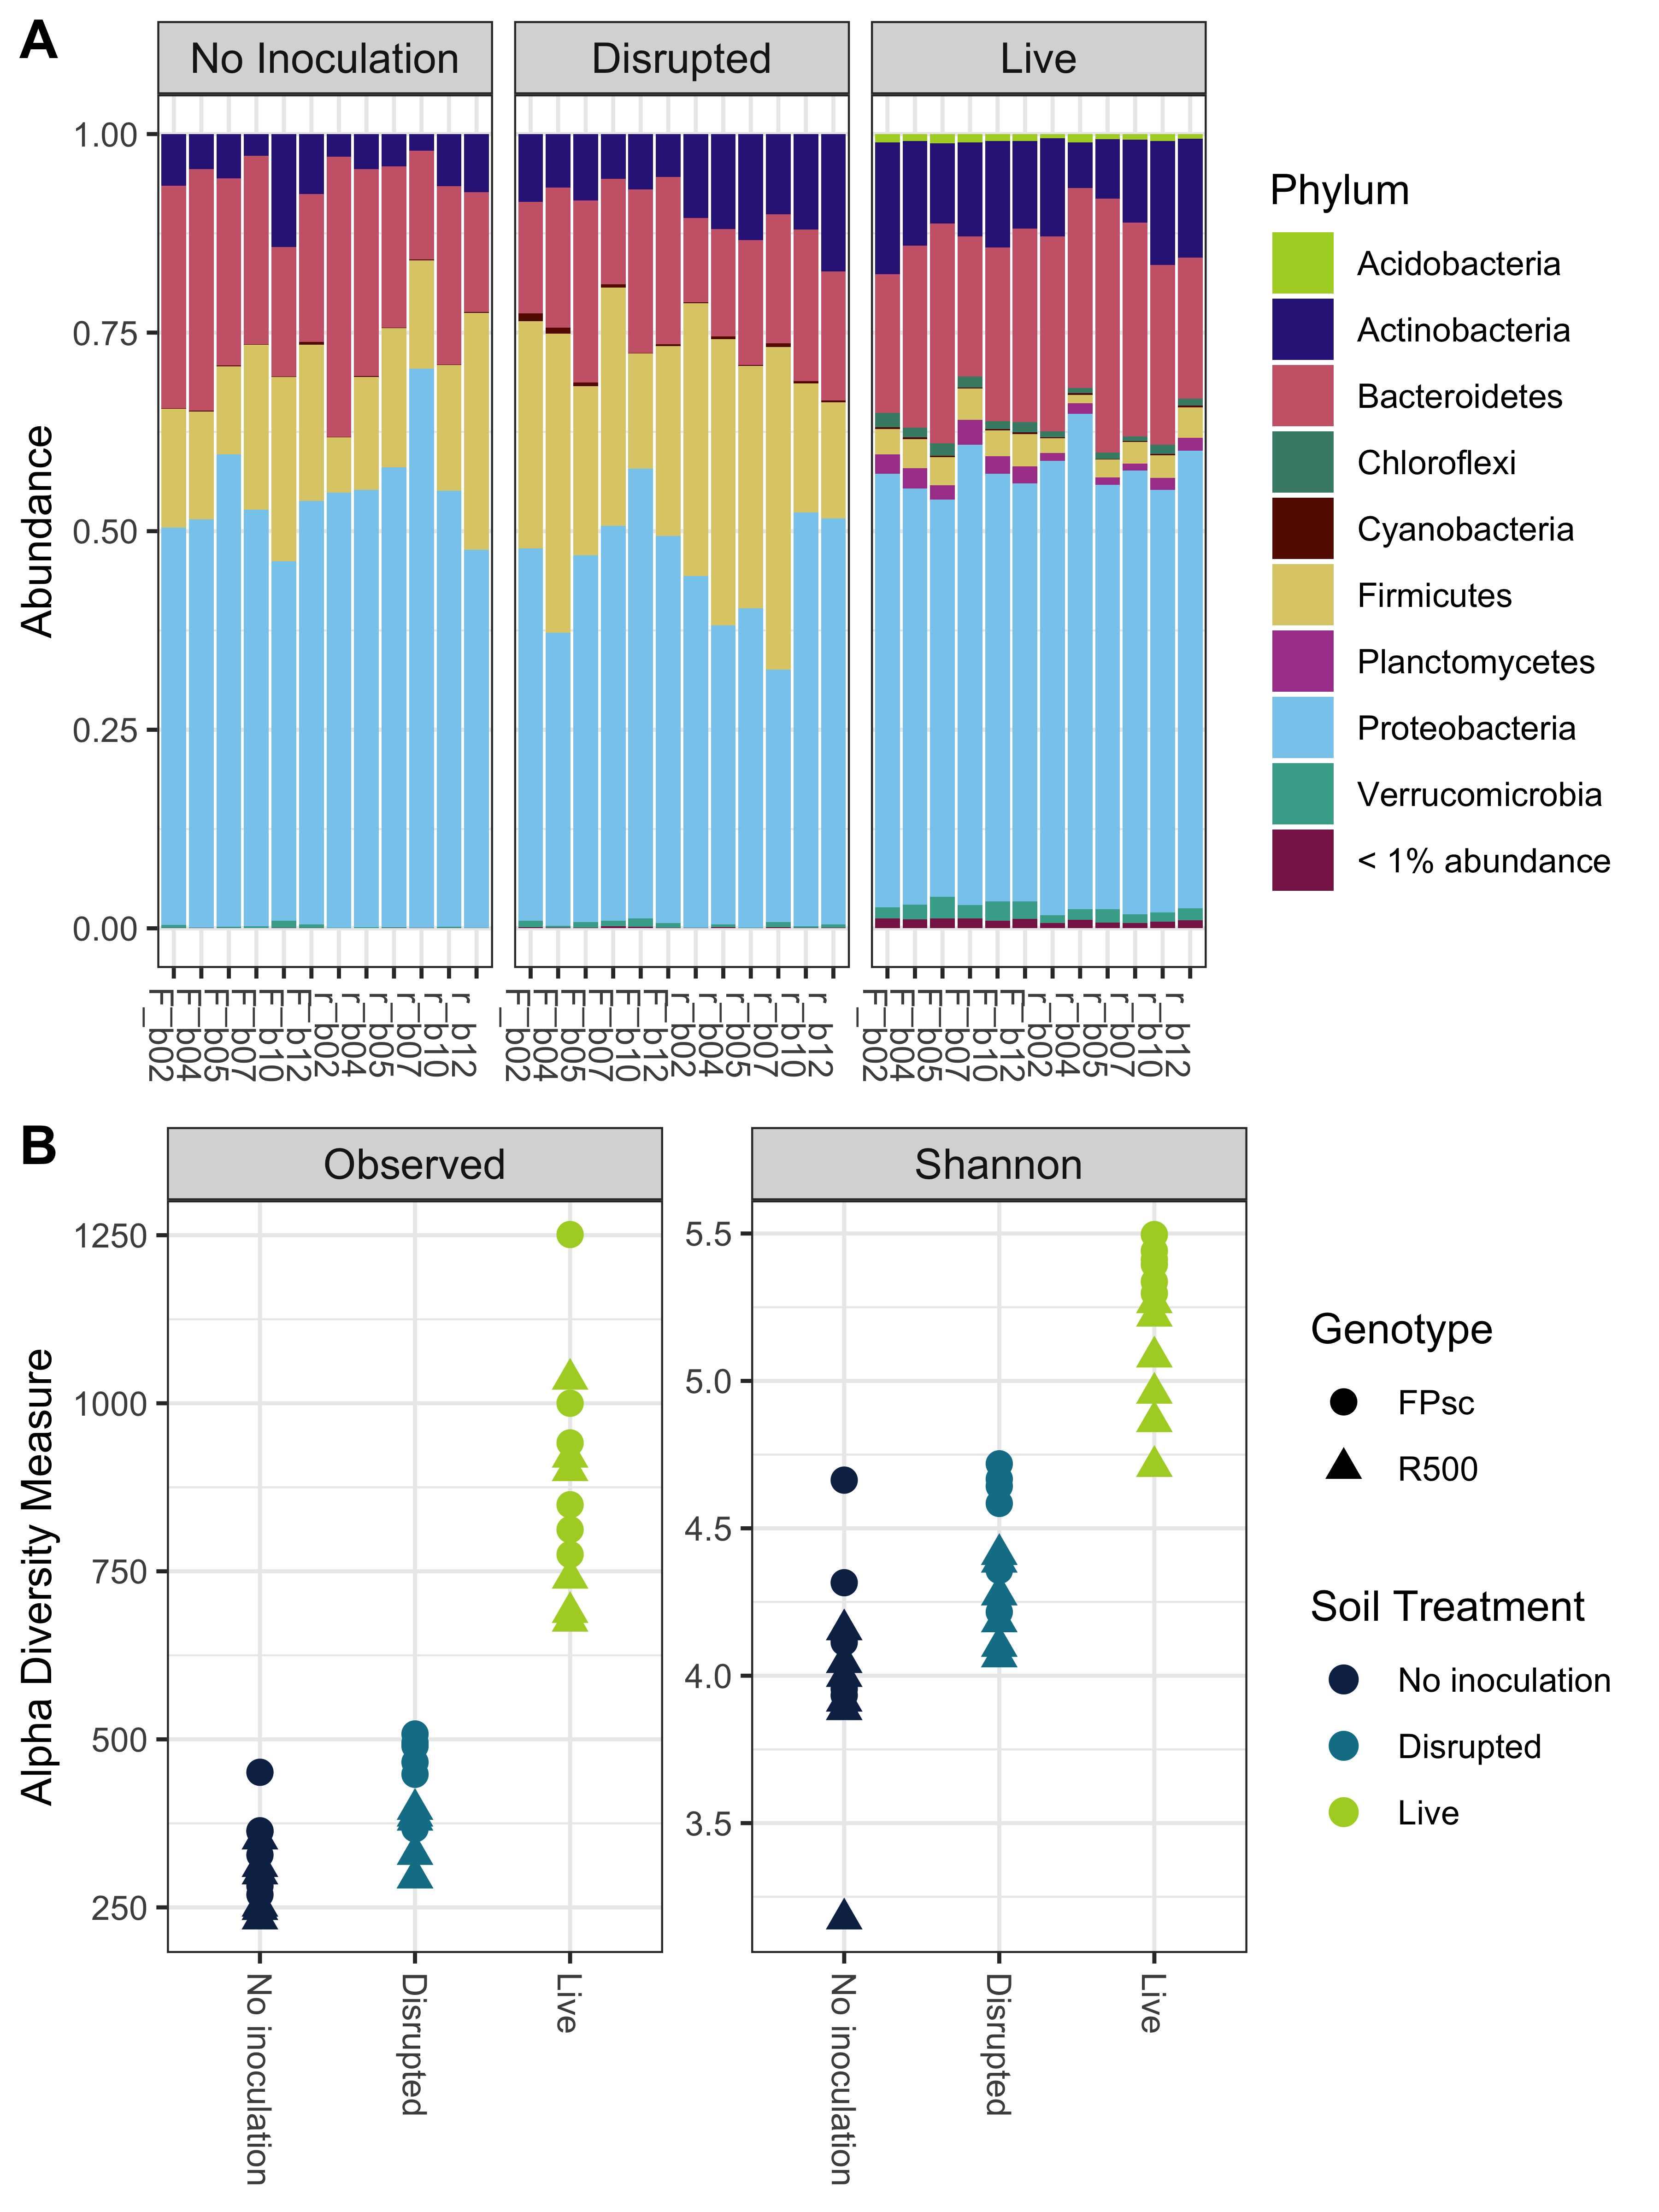 A
No Inoculation
Disrupted
Live
Abundance
1.00
0.75
0.50
0.25
0.00
F_b02
F_b04
F_b05
F_b07
F_b10
F_b12
r_b02
r_b04
r_b05
r_b07
r_b10
r_b12
F_b02
F_b04
F_b05
F_b07
F_b10
F_b12
r_b02
r_b04
r_b05
r_b07
r_b10
r_b12
F_b02
F_b04
F_b05
F_b07
F_b10
F_b12
r_b02
r_b04
r_b05
r_b07
r_b10
r_b12
Phylum
Acidobacteria
Actinobacteria
Bacteroidetes
Chloroflexi
Cyanobacteria
Firmicutes
Planctomycetes
Proteobacteria
Verrucomicrobia
< 1% abundance
B
Observed
Shannon
Alpha Diversity Measure
1250
1000
750
500
250
5.5
5.0
4.5
4.0
3.5
No inoculation
Disrupted
Live
No inoculation
Disrupted
Live
Genotype
FPsc
R500
Soil Treatment
No inoculation
Disrupted
Live